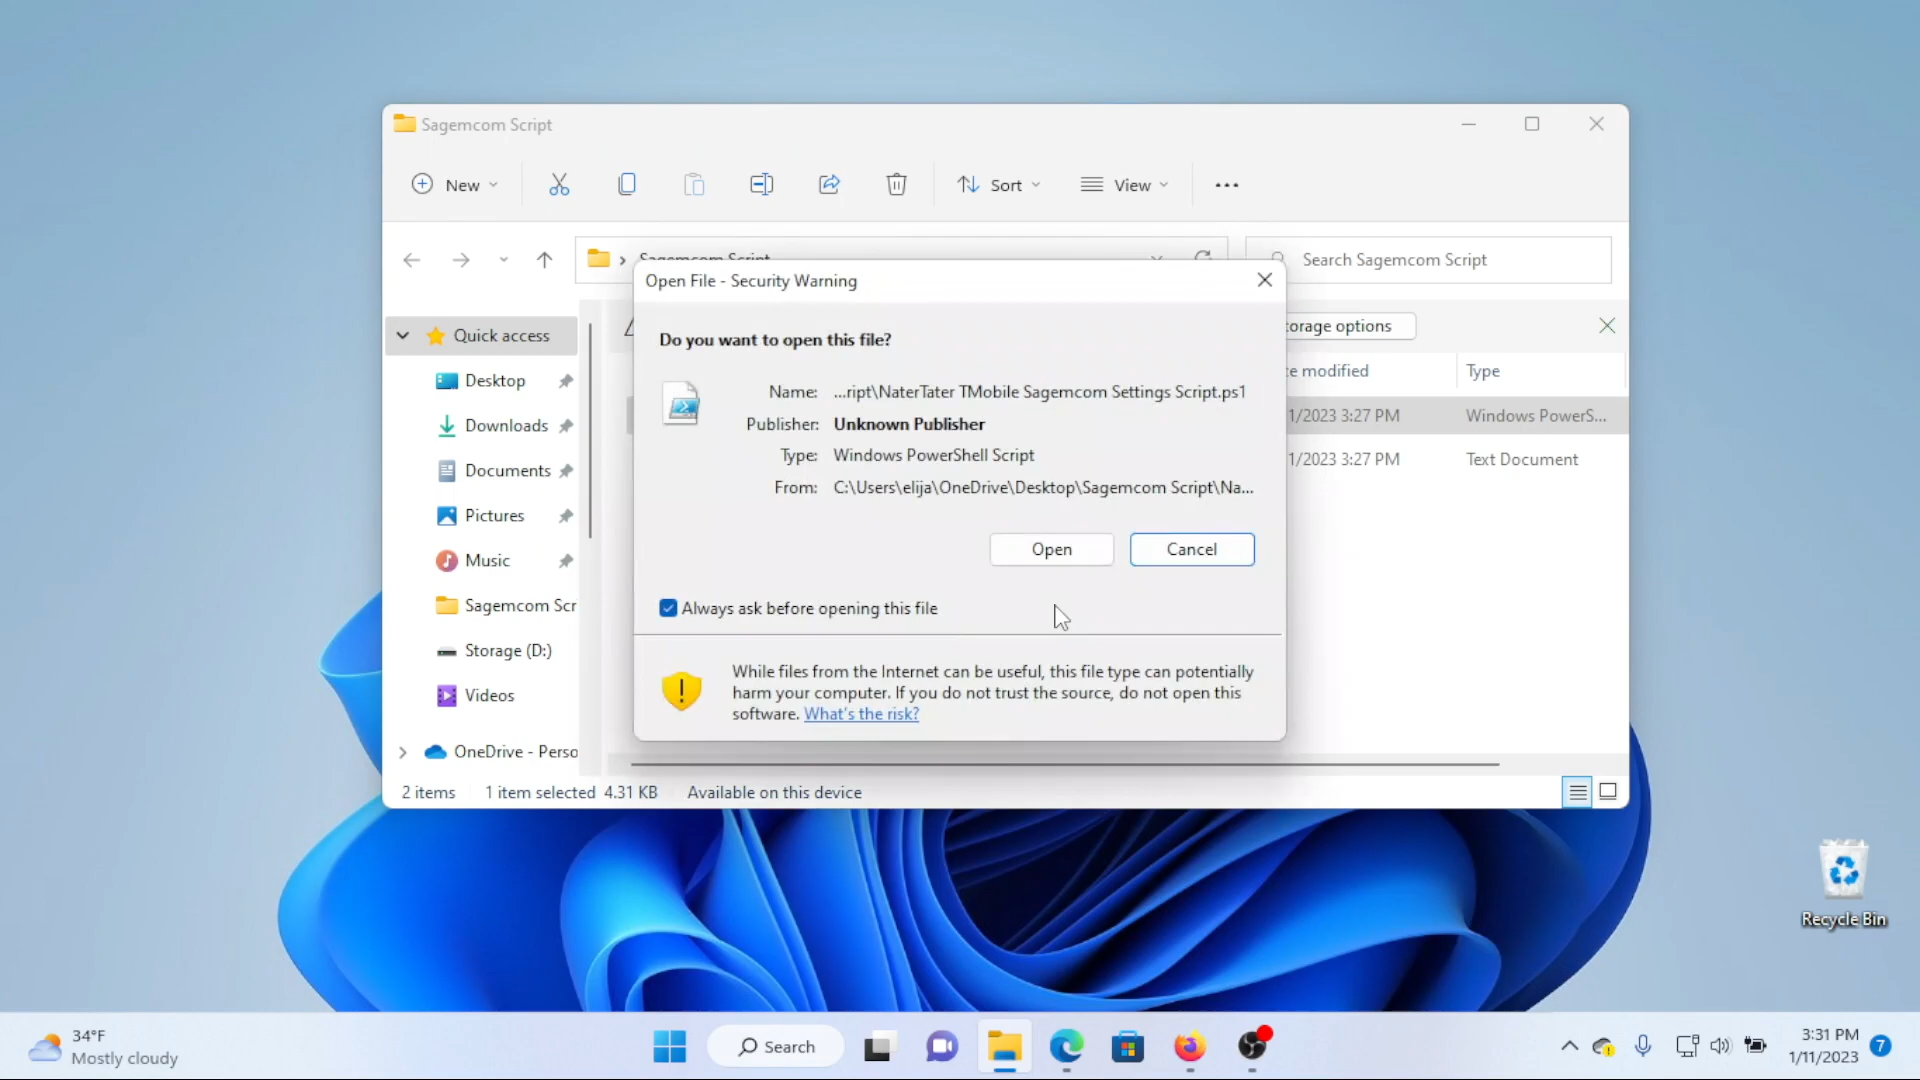 Sagemcom Script
New
Sort
View
Sagemcom Script
Search Sagemcom Script
Open File - Security Warning
Do you want to open this file?
Name: ...ript\NaterTater TMobile Sagemcom Settings Script.ps1
Publisher: Unknown Publisher
Type: Windows PowerShell Script
From: C:\Users\elija\OneDrive\Desktop\Sagemcom Script\Na...
Open
Cancel
Always ask before opening this file
While files from the Internet can be useful, this file type can potentially
harm your computer. If you do not trust the source, do not open this
software. What's the risk?
Quick access
Desktop
Downloads
Documents
Pictures
Music
Sagemcom Scr
Storage (D:)
Videos
OneDrive - Perso
torage options
e modified
Type
1/2023 3:27 PM
Windows PowerS...
1/2023 3:27 PM
Text Document
2 items
1 item selected 4.31 KB
Available on this device
Recycle Bin
34°F
Mostly cloudy
Search
3:31 PM
1/11/2023
7